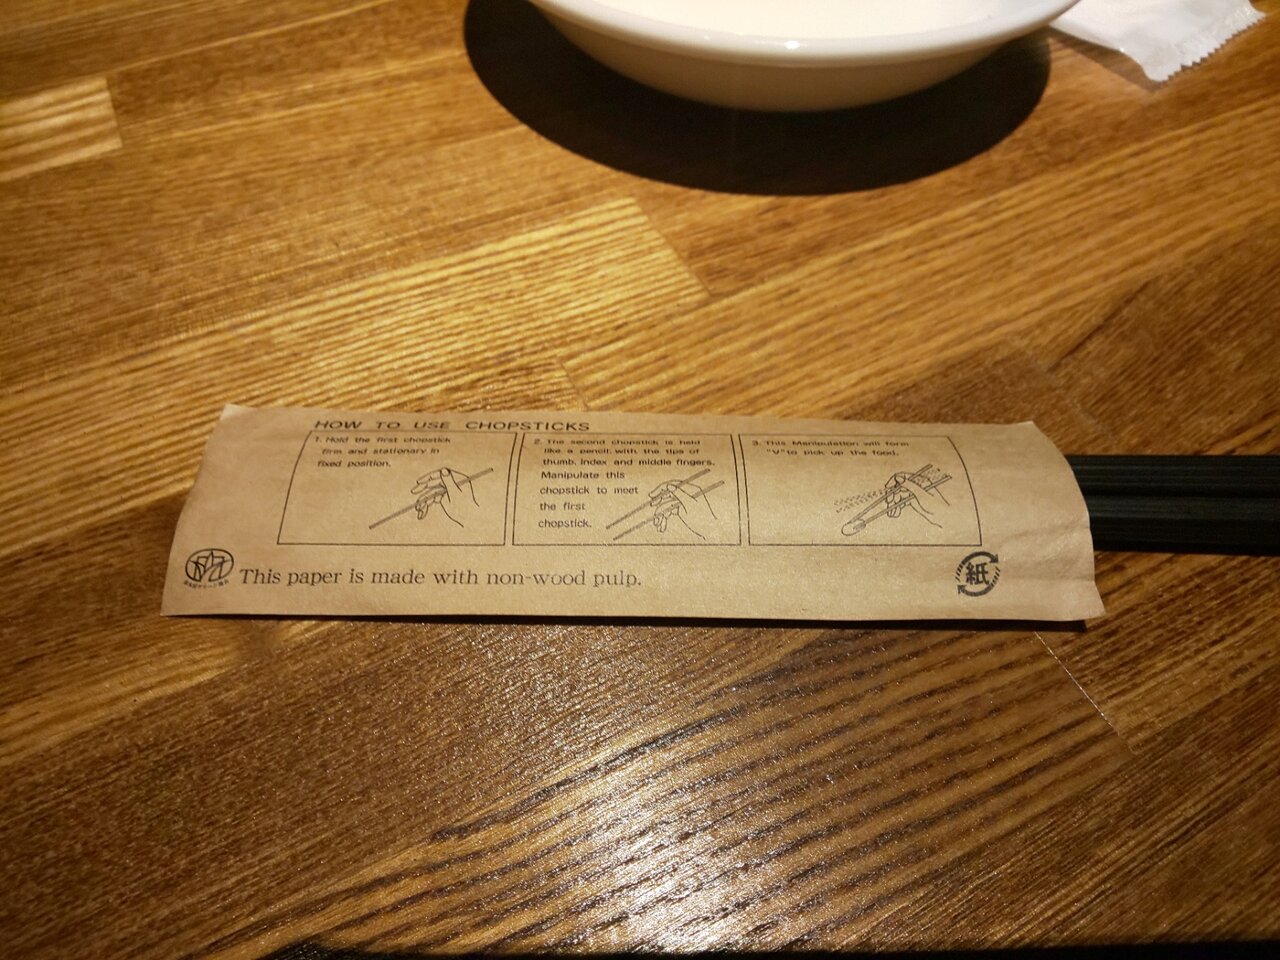 HOW TO USE CHOPSTICKS
1. Hold the first chopstick
firm and stationary in
fixed position.
2. The second chopstick is held
like a pencil, with the tips of
thumb, index and middle fingers.
Manipulate this
chopstick to meet
the first
chopstick.
3. This Manipulation will form
"V" to pick up the food.
This paper is made with non-wood pulp.
紙